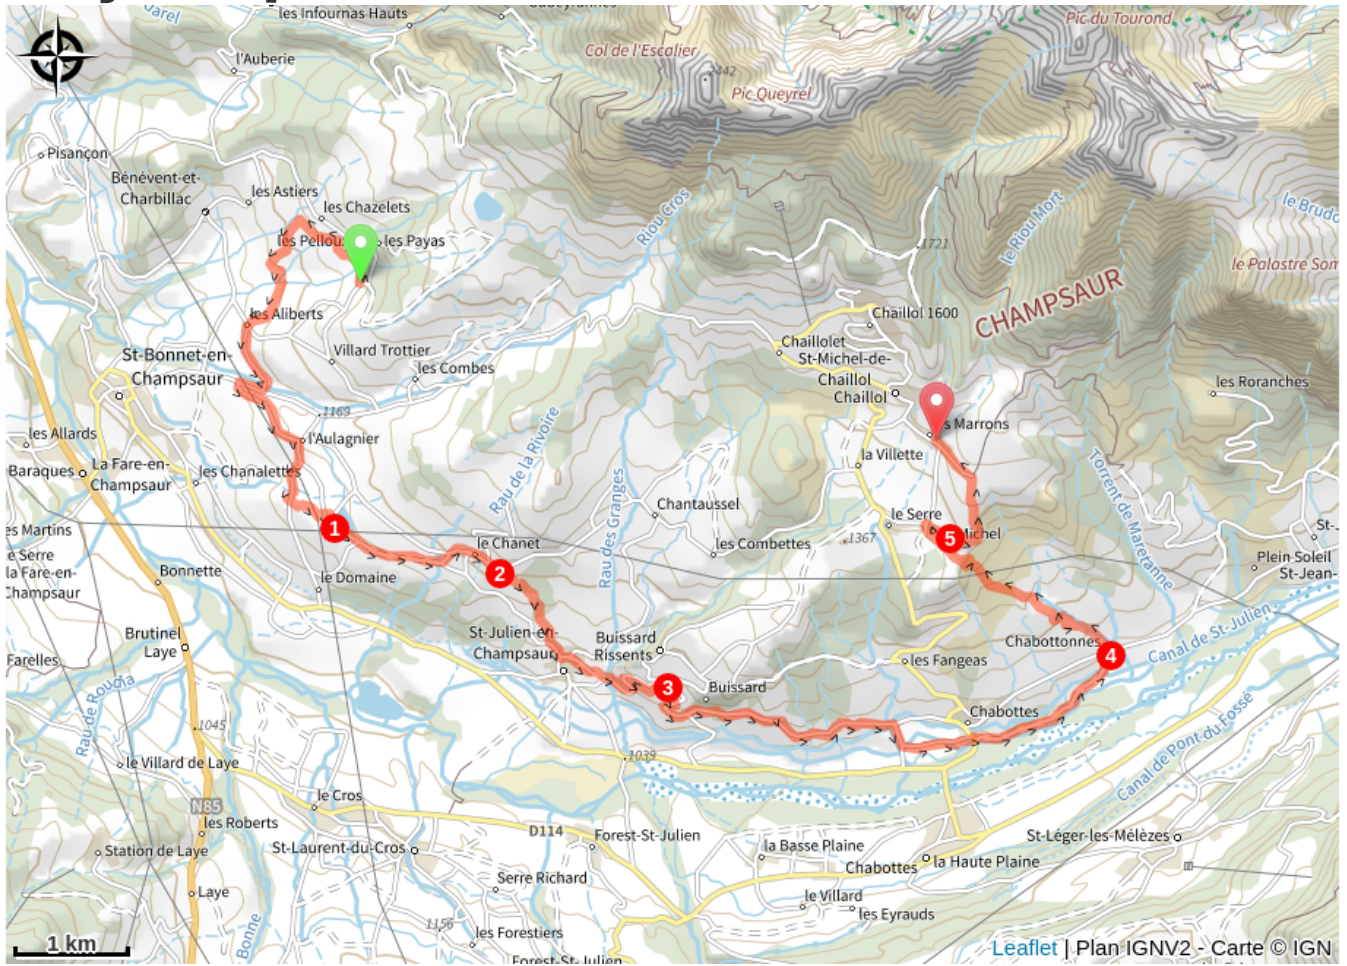 les Infournas Hauts
Col de l'Escalier
Pic du Tourond
l'Auberie
2442
Pic Queyrel
Pisançon
Bénévent-et-
Charbillac
les Astiers
les Chazelets
les Payas
Riou Cros
le Riou Mort
1721
le Palastre
CHAMPSAUR
les Aliberts
Villard Trottier
les Combes
St-Bonnet-en-
Champsaur
Chaillol 1600
Chaillolet
St-Michel-de-
Chaillol
Chaillol
les Roranches
1169
l'Aulagnier
les Allards
Baraques
La Fare-en-
Champsaur
les Chanalettes
Marrons
la Villette
Rau de la Rivoire
Rau des Granges
Chantaussel
Torrent de Maretanne
le Serre
5
Michel
1367
les Combettes
1
le Chanet
2
es Martins
e Serre
la Fare-en-
Champsaur
Bonnette
le Domaine
Plein Soleil
St-Jean-
St-Julien-en-
Champsaur
Buissard
Rissents
Brutinel
Laye
Farelles
Chabottonnes
4
Canal de St-Julien
les Fangeas
3
Buissard
Chabottes
Rau de Roucia
1045
1039
le Villard de Laye
Canal de Pont du Fossé
N85
le Cros
les Roberts
D114
Forest-St-Julien
Station de Laye
St-Laurent-du-Cros
la Basse Plaine
St-Léger-les-Mélèzes
Chabottes
la Haute Plaine
Laye
Serre Richard
le Villard
les Eyrauds
1156
les Forestiers
Bonne
1 km
Forest-St-Julien
Leaflet | Plan IGNV2 - Carte © IGN